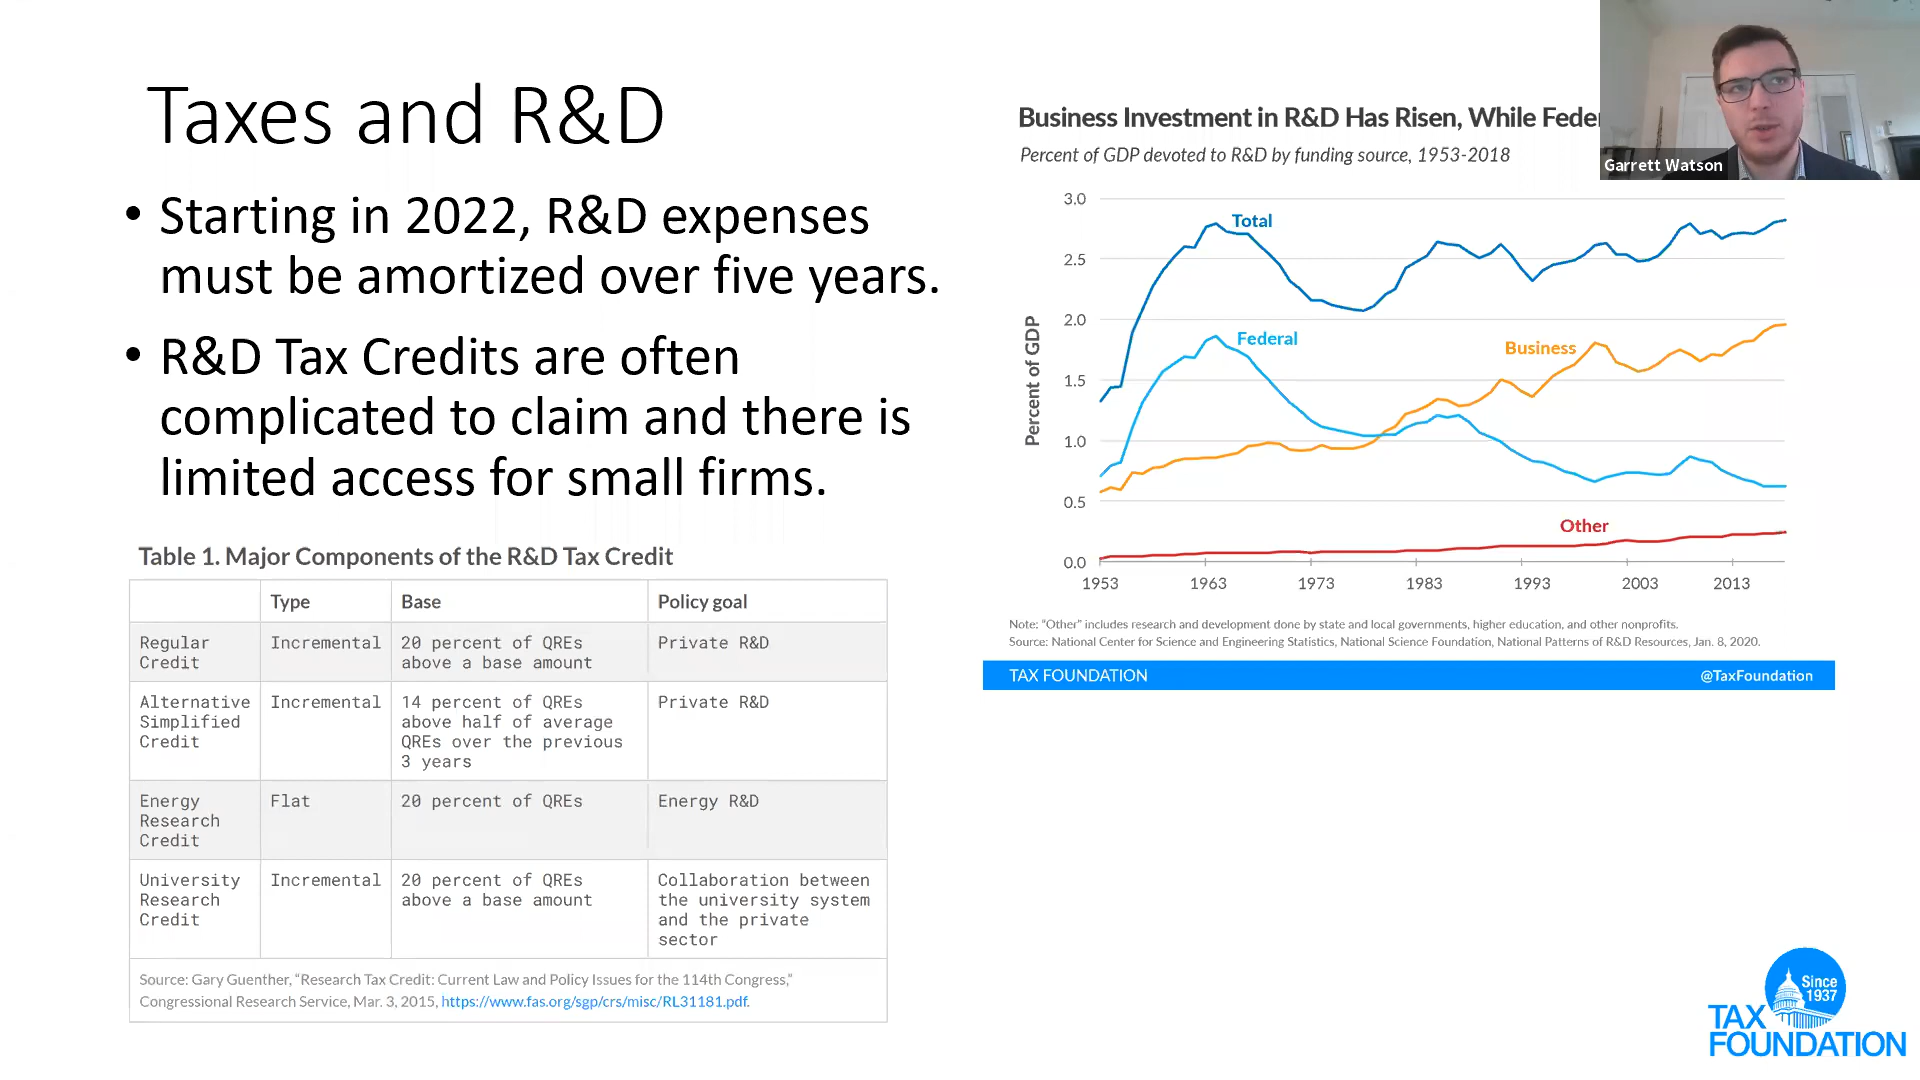 Taxes and R&D
• Starting in 2022, R&D expenses
must be amortized over five years.
• R&D Tax Credits are often
complicated to claim and there is
limited access for small firms.
Table 1. Major Components of the R&D Tax Credit
Type Base Policy goal
Regular Credit Incremental 20 percent of QREs above a base amount Private R&D
Alternative Simplified Credit Incremental 14 percent of QREs above half of average QREs over the previous 3 years Private R&D
Energy Research Credit Flat 20 percent of QREs Energy R&D
University Research Credit Incremental 20 percent of QREs above a base amount Collaboration between the university system and the private sector
Source: Gary Guenther, “Research Tax Credit: Current Law and Policy Issues for the 114th Congress,”
Congressional Research Service, Mar. 3, 2015, https://www.fas.org/sgp/crs/misc/RL31181.pdf.
Business Investment in R&D Has Risen, While
Percent of GDP devoted to R&D by funding source, 1953-2018
Garrett Watson
Percent of GDP
3.0
2.5
2.0
1.5
1.0
0.5
0.0
Total
Federal
Business
Other
1953 1963 1973 1983 1993 2003 2013
Note: “Other” includes research and development done by state and local governments, higher education, and other nonprofits.
Source: National Center for Science and Engineering Statistics, National Science Foundation, National Patterns of R&D Resources, Jan. 8, 2020.
TAX FOUNDATION @TaxFoundation
Since
1937
TAX
FOUNDATION